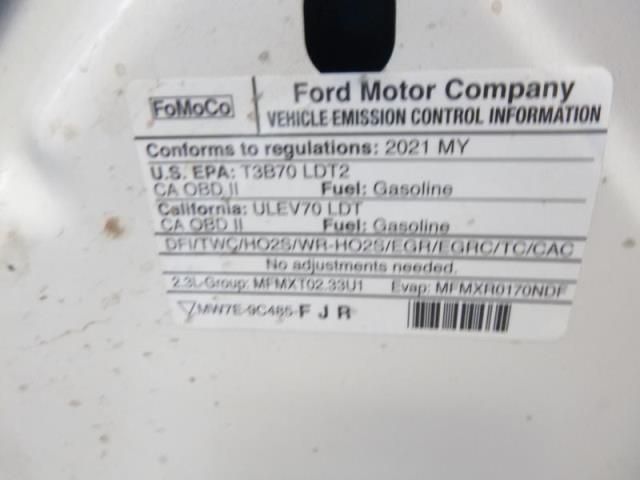 FoMoCo
Ford Motor Company
VEHICLE EMISSION CONTROL INFORMATION
Conforms to regulations: 2021 MY
U.S. EPA: T3B70 LDT2
CA OBD II Fuel: Gasoline
California: ULEV70 LDT
CA OBD II Fuel: Gasoline
DFI/TWC/HO2S/WR-HO2S/EGR/EGRC/TC/CAC
No adjustments needed.
2.3L-Group: MFMXT02.33U1 Evap: MFMXR0170NDF
MW7E-9C485-F J R